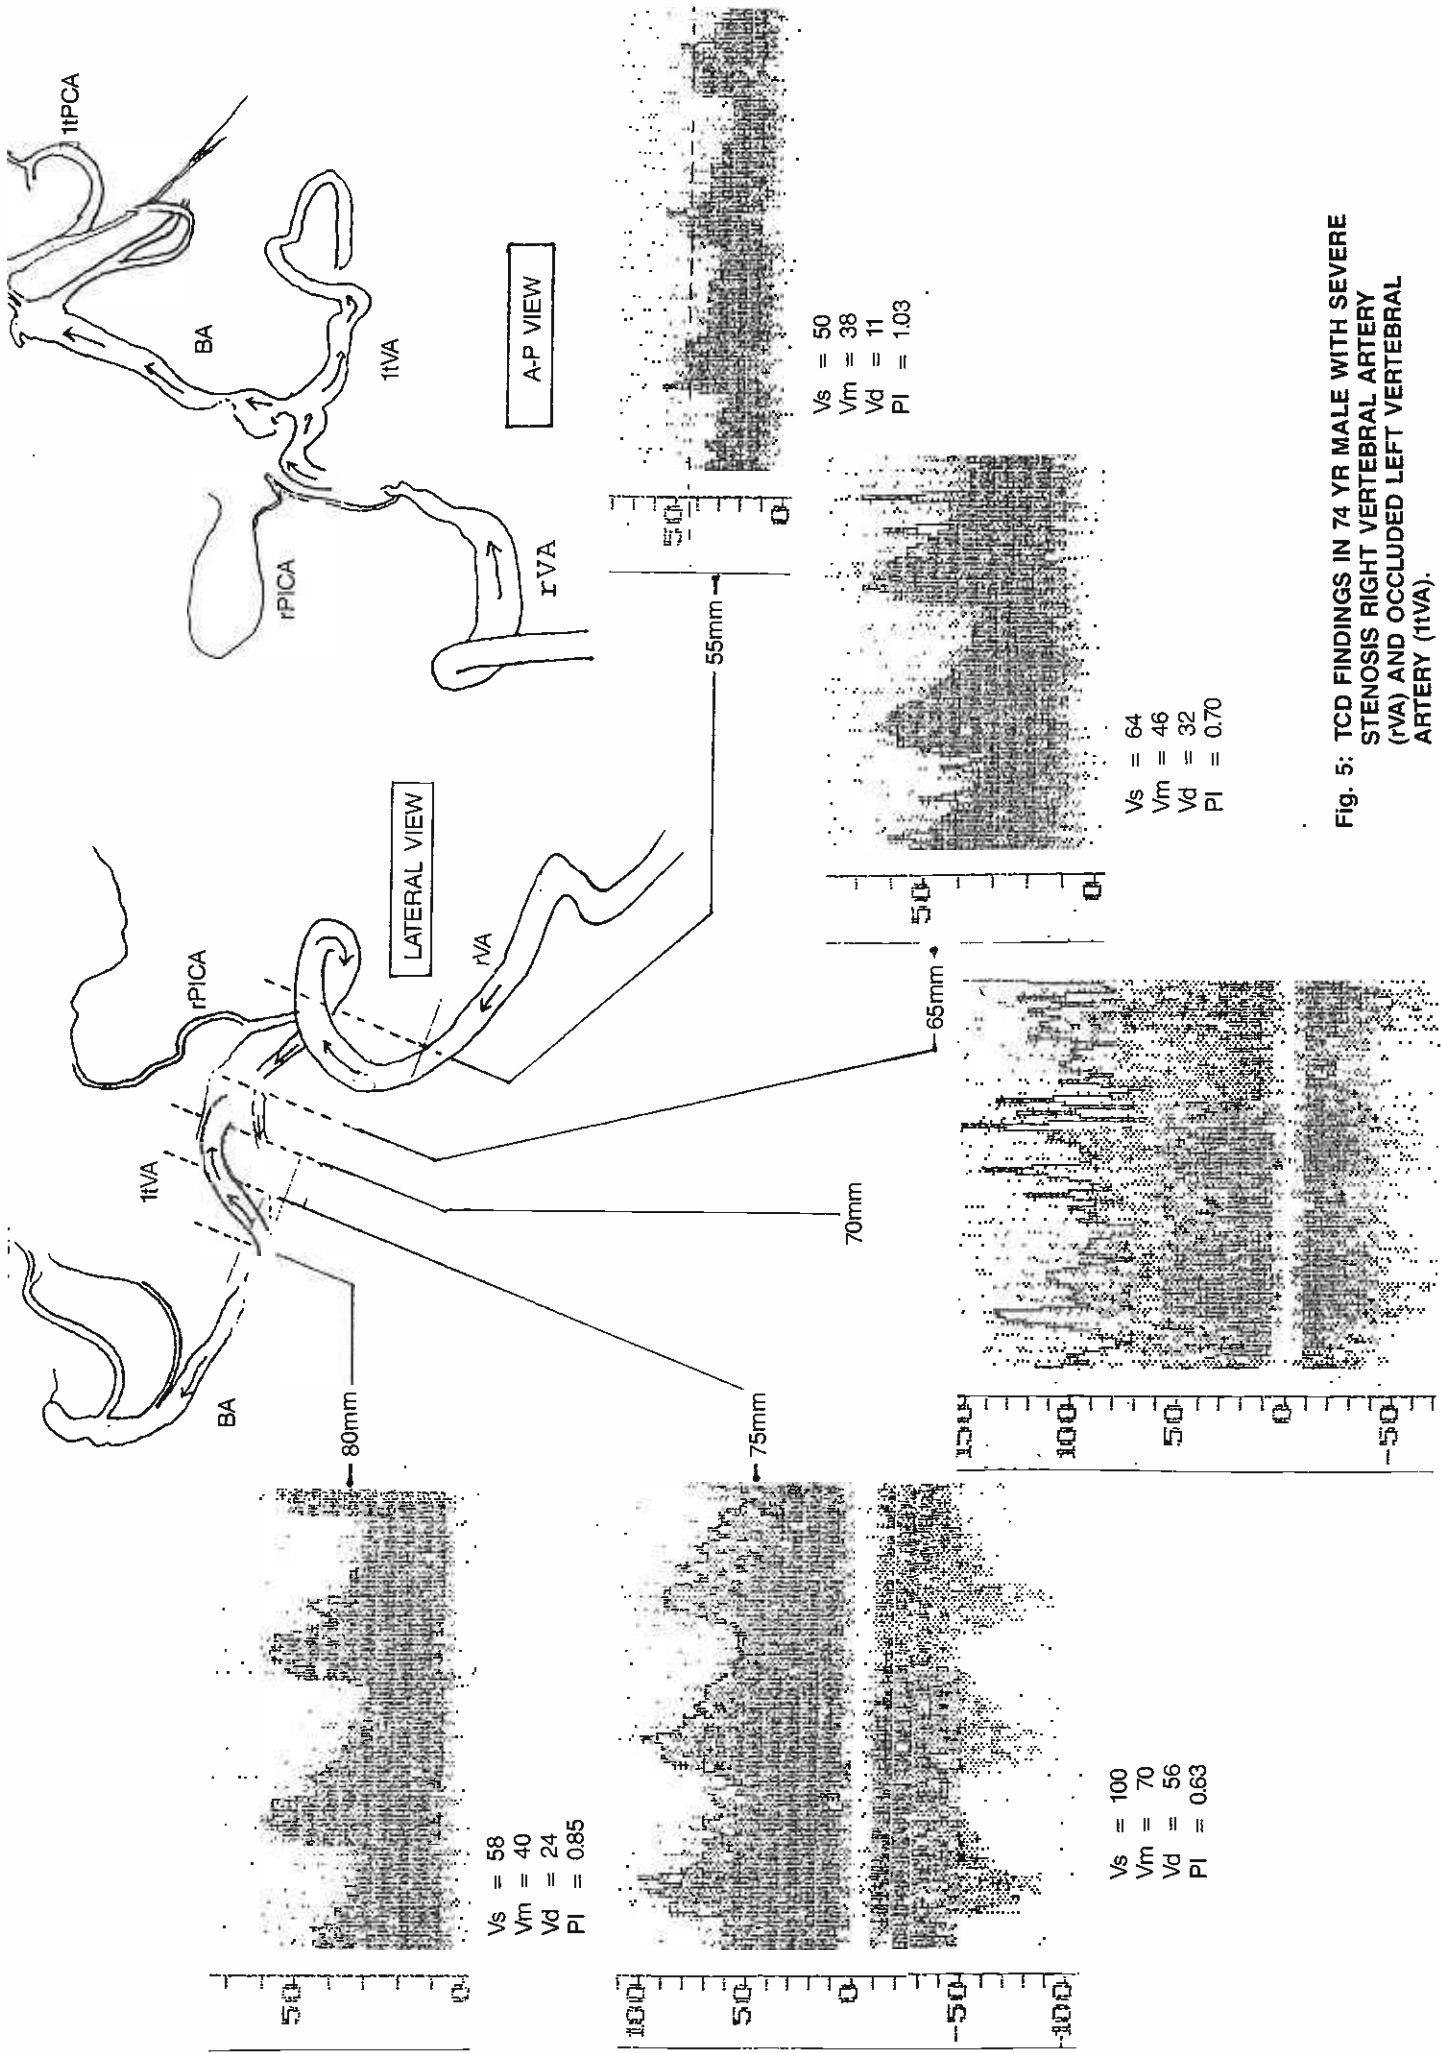 BA
1tVA
rPICA
LATERAL VIEW
rVA
rPICA
rVA
BA
1tVA
1tPCA
A-P VIEW
80mm
75mm
70mm
65mm
55mm
50
0
Vs = 58
Vm = 40
Vd = 24
PI = 0.85
100
50
0
-50
-100
Vs = 100
Vm = 70
Vd = 56
PI = 0.63
150
100
50
0
-50
50
0
Vs = 64
Vm = 46
Vd = 32
PI = 0.70
50
0
Vs = 50
Vm = 38
Vd = 11
PI = 1.03
Fig. 5: TCD FINDINGS IN 74 YR MALE WITH SEVERE
STENOSIS RIGHT VERTEBRAL ARTERY
(rVA) AND OCCLUDED LEFT VERTEBRAL
ARTERY (1tVA).